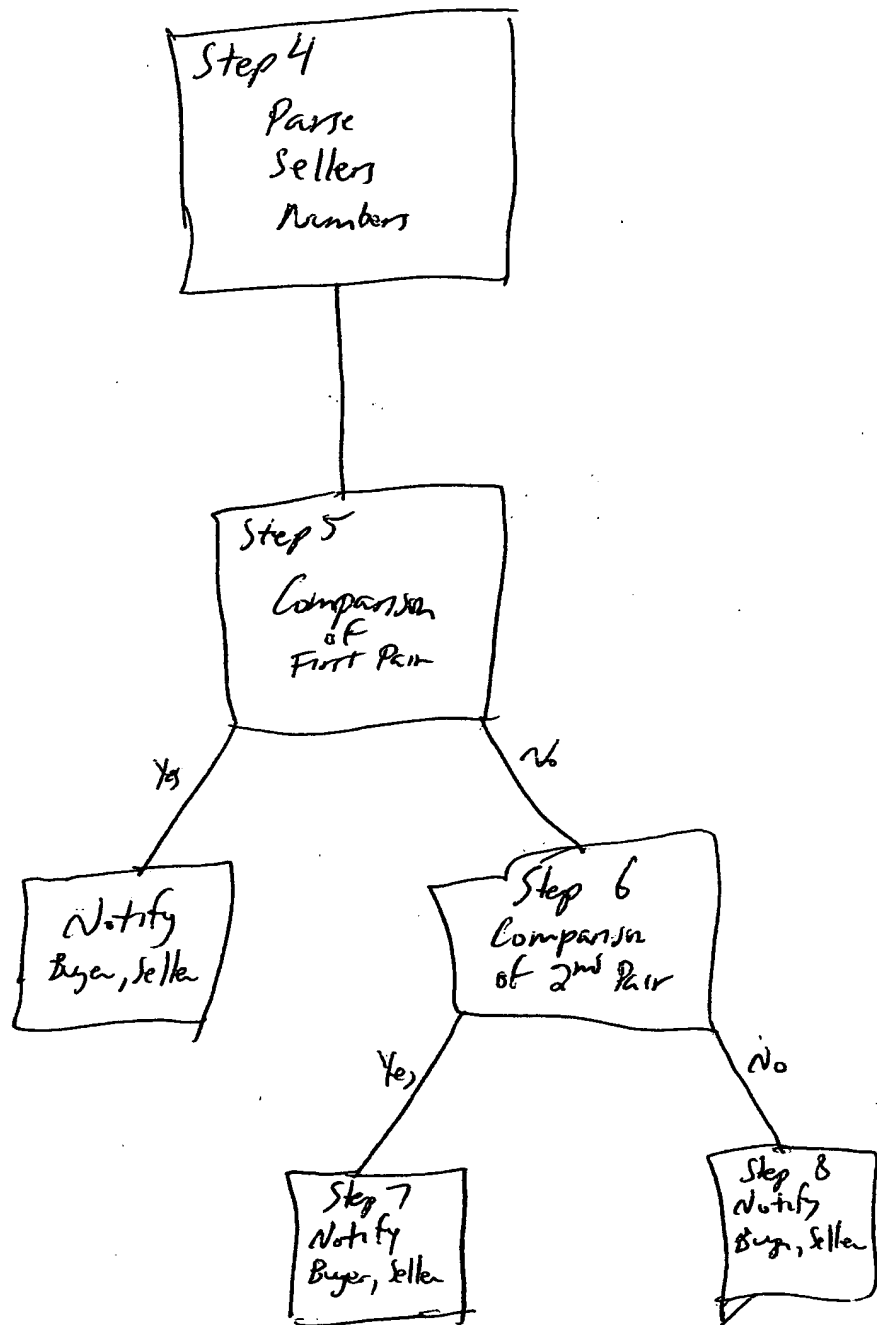 Step 4
Parse
Sellers
Numbers
Step 5
Comparison
of
First Pair
Yes
No
Notify
Buyer, Seller
Step 6
Comparison
of 2nd Pair
Yes
No
Step 7
Notify
Buyer, Seller
Step 8
Notify
Buyer, Seller